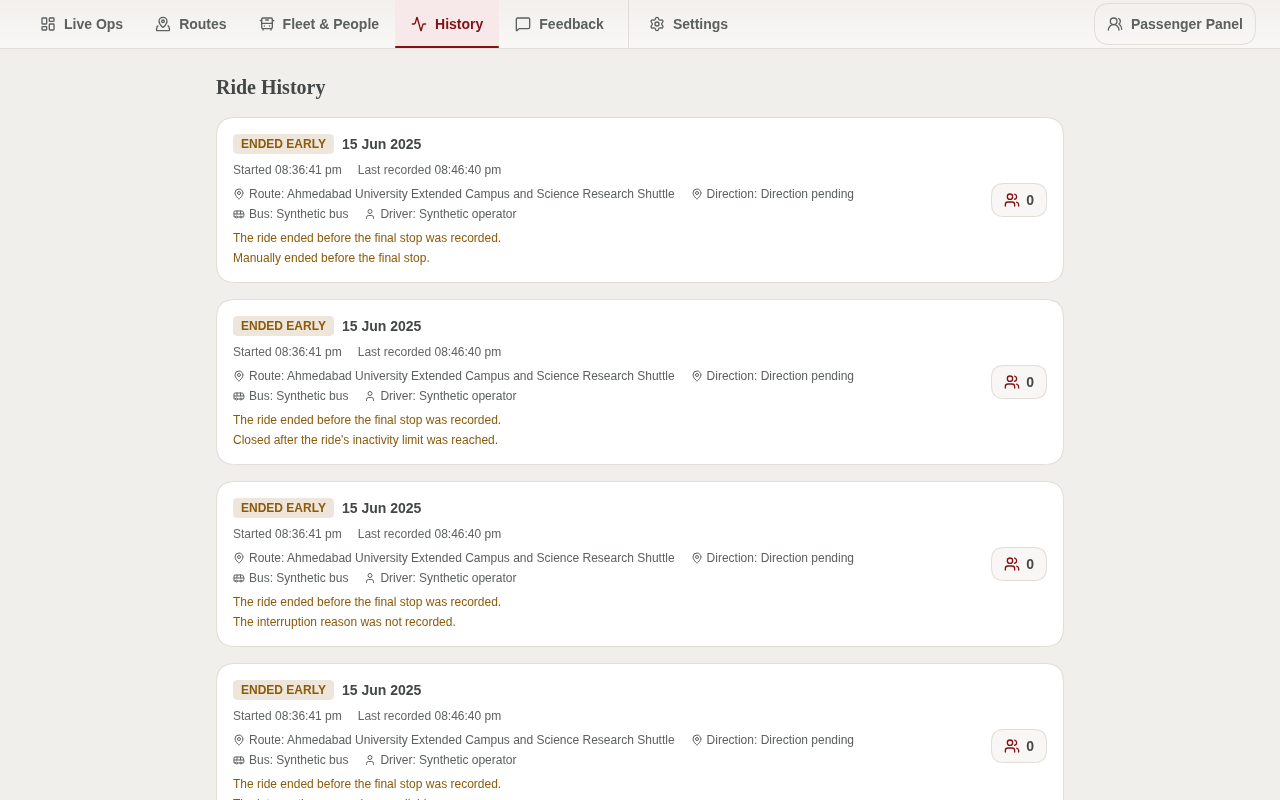 Live Ops Routes Fleet & People History Feedback Settings Passenger Panel
Ride History
ENDED EARLY 15 Jun 2025
Started 08:36:41 pm Last recorded 08:46:40 pm
Route: Ahmedabad University Extended Campus and Science Research Shuttle Direction: Direction pending
0
Bus: Synthetic bus Driver: Synthetic operator
The ride ended before the final stop was recorded.
Manually ended before the final stop.
ENDED EARLY 15 Jun 2025
Started 08:36:41 pm Last recorded 08:46:40 pm
Route: Ahmedabad University Extended Campus and Science Research Shuttle Direction: Direction pending
0
Bus: Synthetic bus Driver: Synthetic operator
The ride ended before the final stop was recorded.
Closed after the ride's inactivity limit was reached.
ENDED EARLY 15 Jun 2025
Started 08:36:41 pm Last recorded 08:46:40 pm
Route: Ahmedabad University Extended Campus and Science Research Shuttle Direction: Direction pending
0
Bus: Synthetic bus Driver: Synthetic operator
The ride ended before the final stop was recorded.
The interruption reason was not recorded.
ENDED EARLY 15 Jun 2025
Started 08:36:41 pm Last recorded 08:46:40 pm
Route: Ahmedabad University Extended Campus and Science Research Shuttle Direction: Direction pending
0
Bus: Synthetic bus Driver: Synthetic operator
The ride ended before the final stop was recorded.